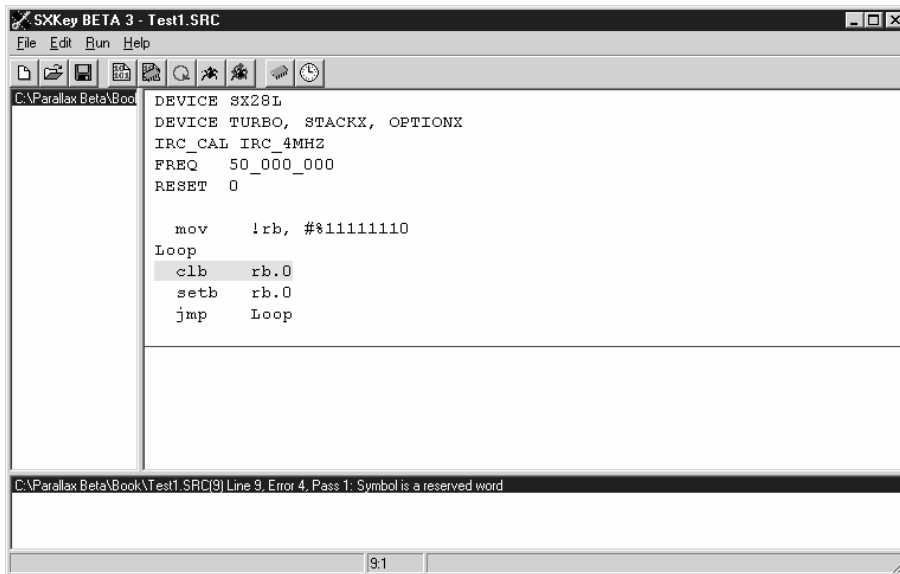 SXKey BETA 3 - Test1.SRC
File Edit Run Help
C:\Parallax Beta\Bool
DEVICE SX28L
DEVICE TURBO, STACKX, OPTIONX
IRC_CAL IRC_4MHZ
FREQ 50_000_000
RESET 0
mov !rb, #%11111110
Loop
clb rb.0
setb rb.0
jmp Loop
C:\Parallax Beta\Book\Test1.SRC(9) Line 9, Error 4, Pass 1: Symbol is a reserved word
9:1